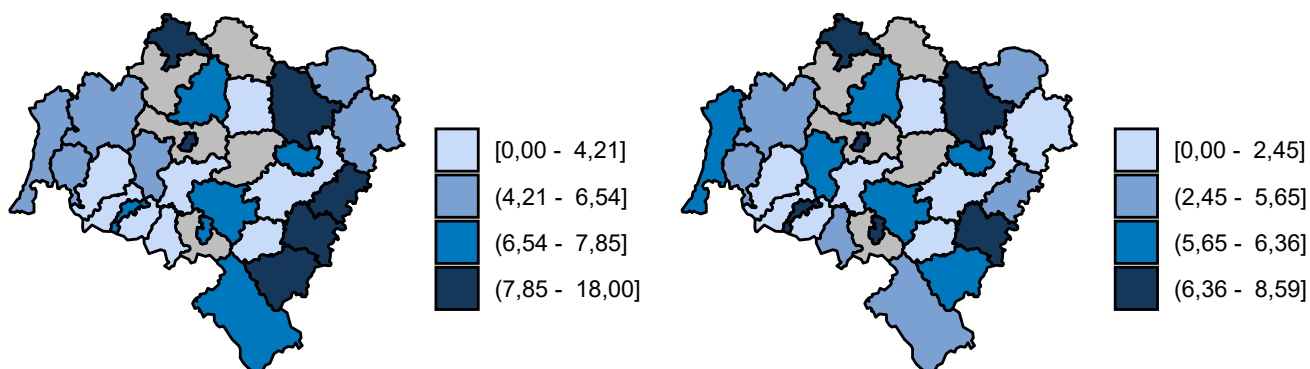 [0,00 - 4,21]
(4,21 - 6,54]
(6,54 - 7,85]
(7,85 - 18,00]
[0,00 - 2,45]
(2,45 - 5,65]
(5,65 - 6,36]
(6,36 - 8,59]